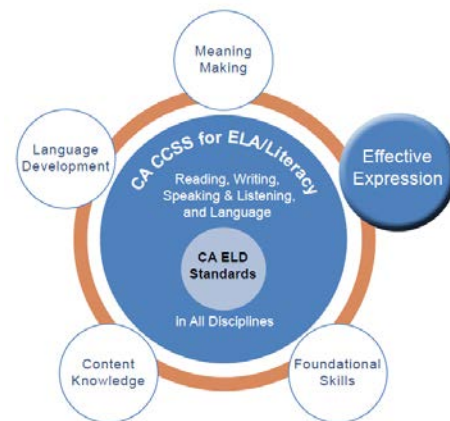 Meaning
Making
Language
Development
Effective
Expression
CA CCSS for ELA/Literacy
Reading, Writing,
Speaking & Listening,
and Language
CA ELD
Standards
in All Disciplines
Content
Knowledge
Foundational
Skills